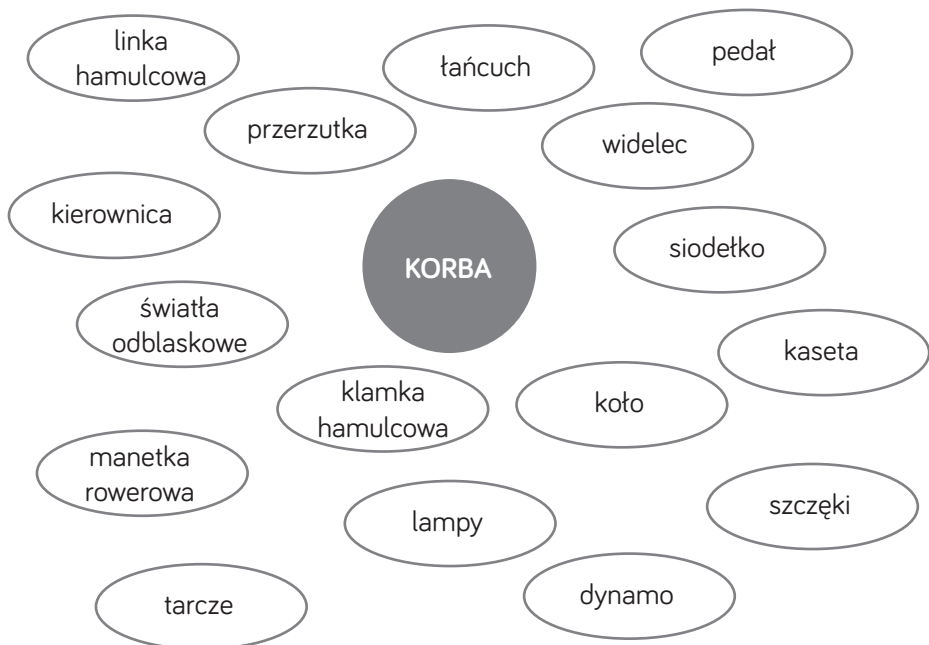 linka
hamulcowa
łańcuch
pedał
przerzutka
widelec
kierownica
siodełko
KORBA
światła
odblaskowe
kaseta
klamka
hamulcowa
koło
manetka
rowerowa
lampy
szczęki
tarcze
dynamo